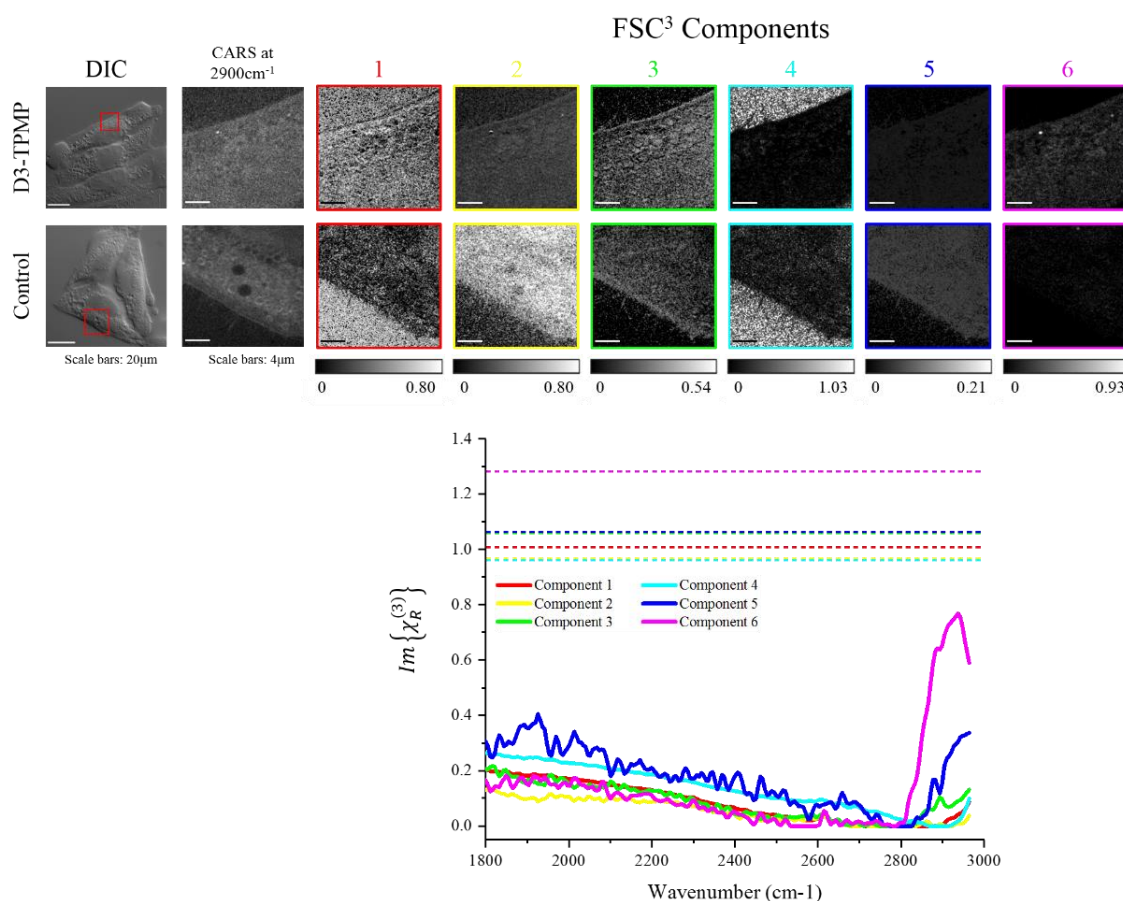 FSC³ Components
DIC
CARS at
2900cm⁻¹
1
2
3
4
5
6
D3-TPMP
Control
Scale bars: 20μm
Scale bars: 4μm
0 0.80
0 0.80
0 0.54
0 1.03
0 0.21
0 0.93
1.4
1.2
1.0
0.8
0.6
0.4
0.2
0.0
Im{χ_R^(3)}
Component 1
Component 2
Component 3
Component 4
Component 5
Component 6
1800 2000 2200 2400 2600 2800 3000
Wavenumber (cm-1)